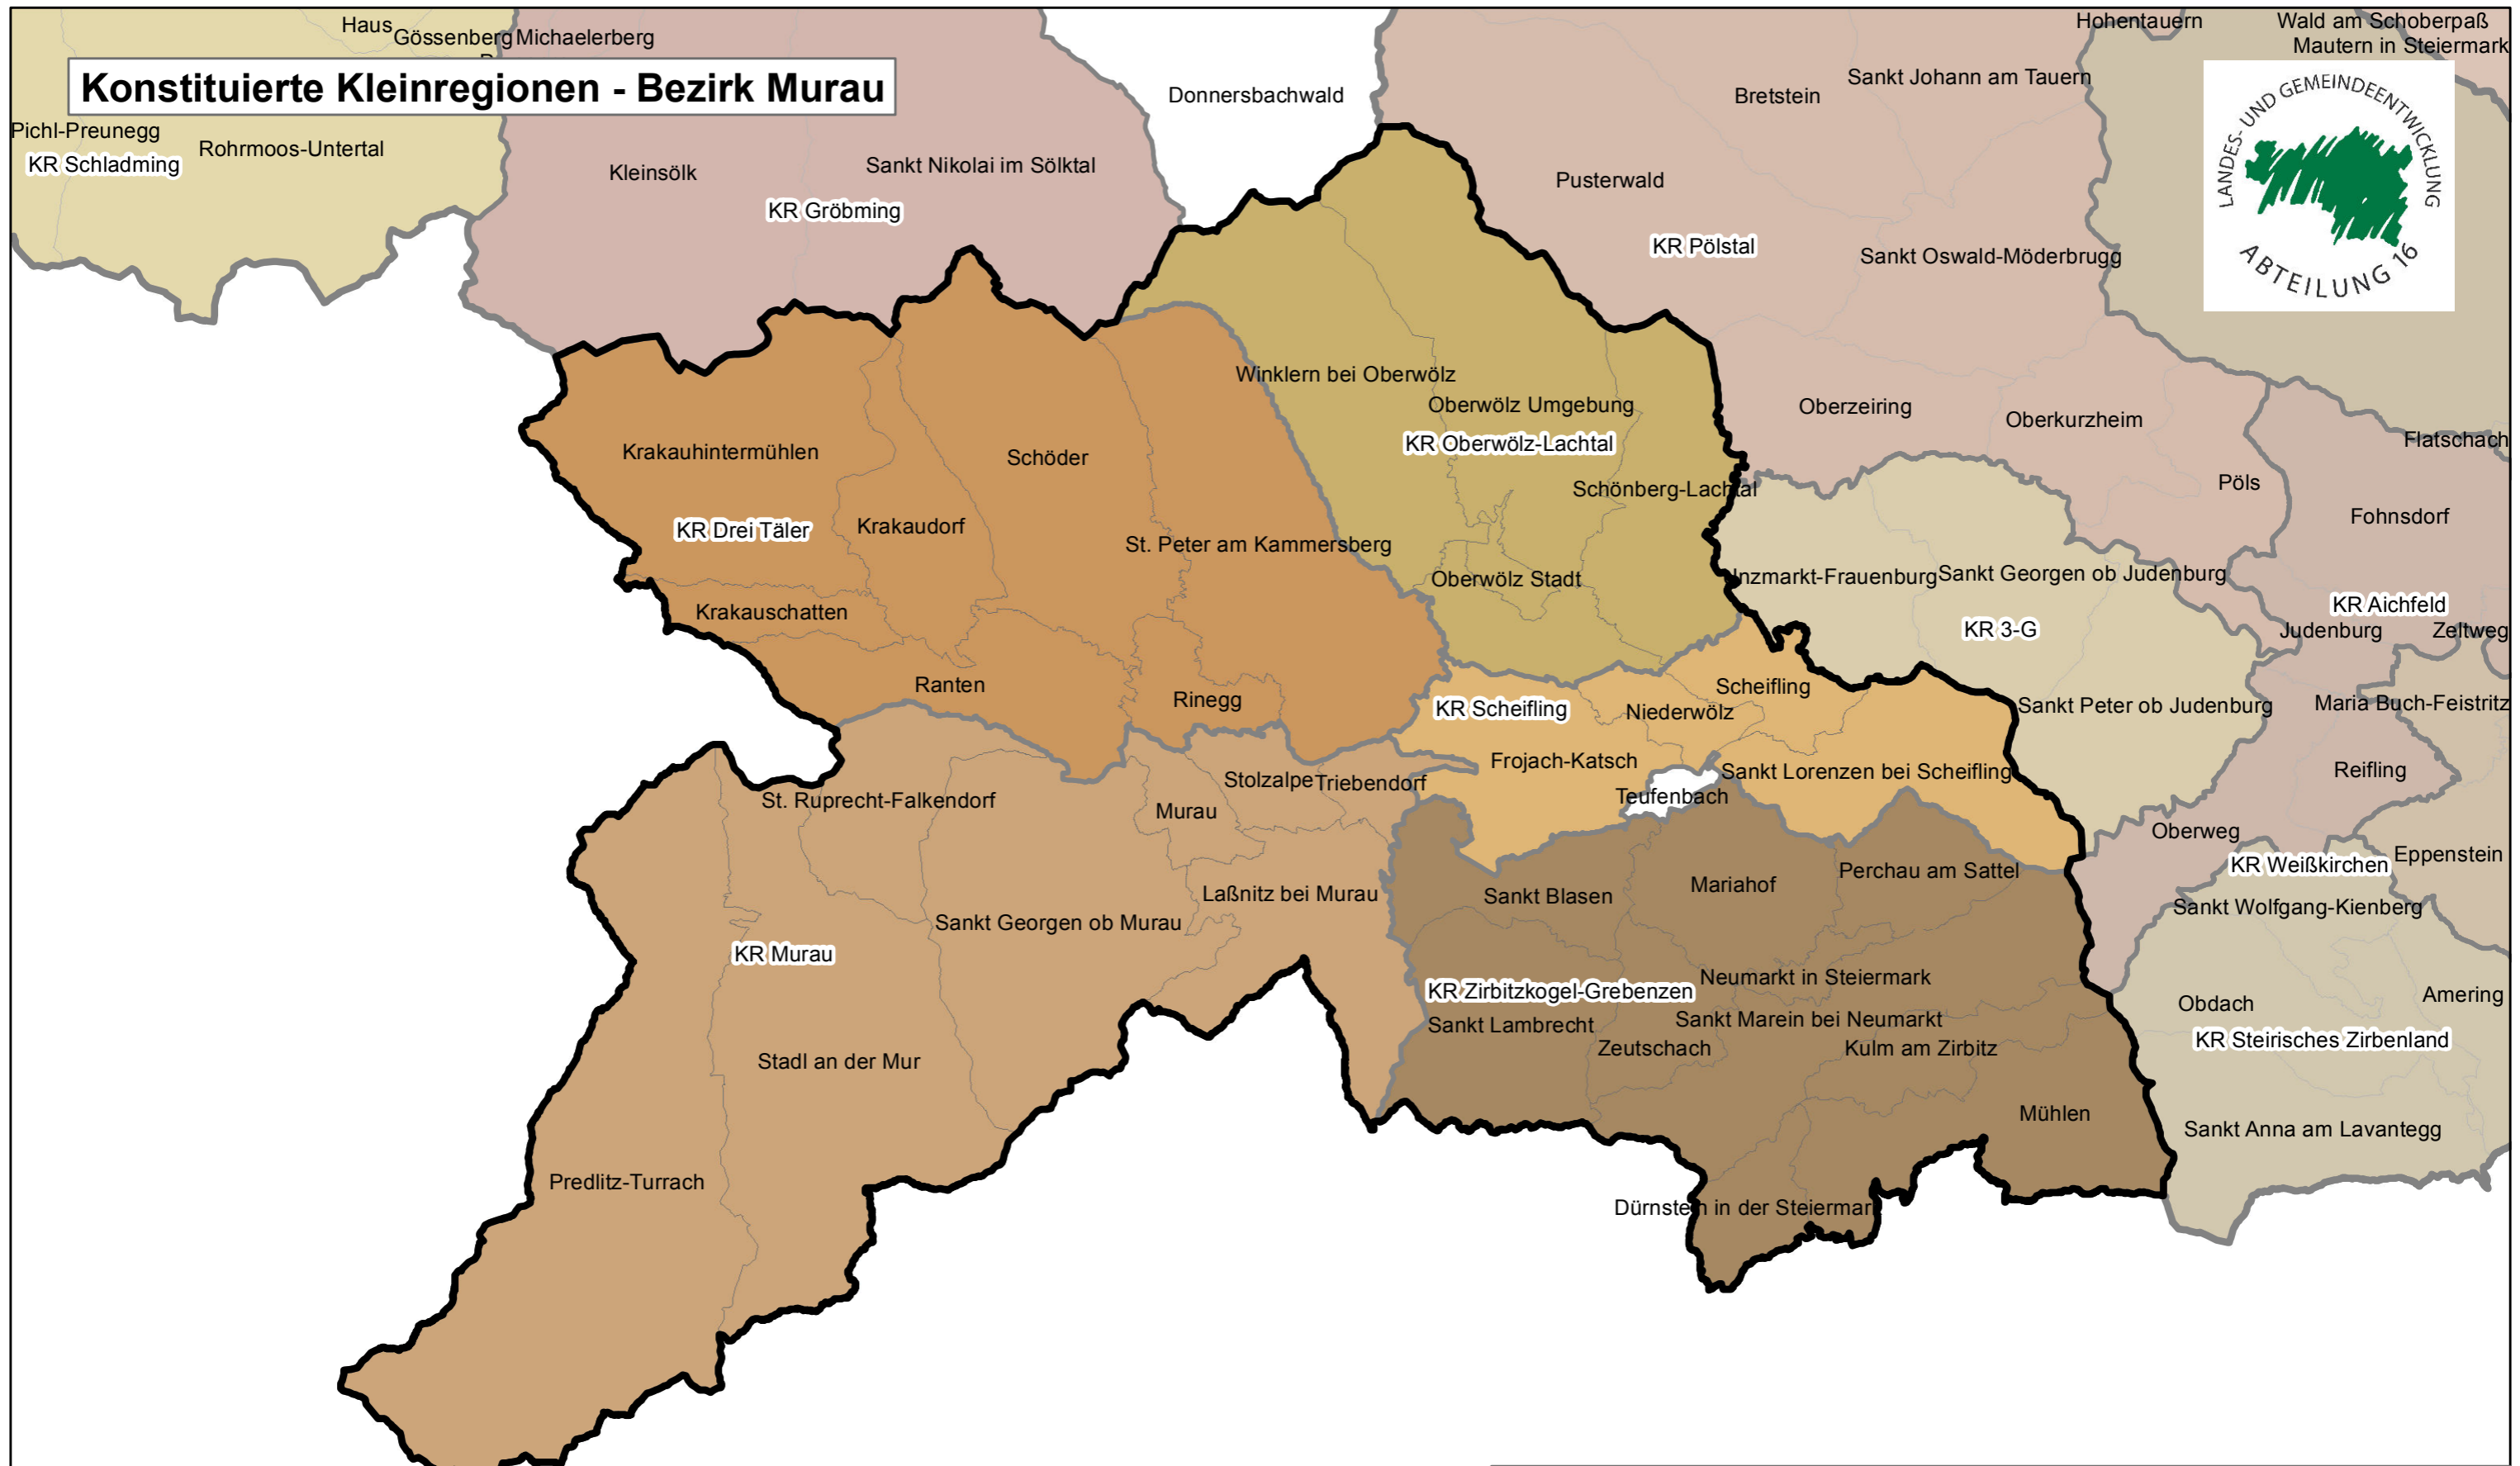 Haus
Gössenberg
Michaelerberg
Hohentauern
Wald am Schoberpaß
Mautern in Steiermark
Konstituierte Kleinregionen - Bezirk Murau
Donnersbachwald
Bretstein
Sankt Johann am Tauern
LANDES- UND GEMEINDEENTWICKLUNG
ABTEILUNG 16
Pichl-Preunegg
Rohrmoos-Untertal
KR Schladming
Kleinsölk
Sankt Nikolai im Sölktal
KR Gröbming
Pusterwald
KR Pölstal
Sankt Oswald-Möderbrugg
Winklern bei Oberwölz
Oberwölz Umgebung
KR Oberwölz-Lachtal
Oberzeiring
Oberkurzheim
Flatschach
Krakauhintermühlen
Schöder
Schönberg-Lachtal
Pöls
Fohnsdorf
KR Drei Täler
Krakaudorf
St. Peter am Kammersberg
Oberwölz Stadt
Unzmarkt-Frauenburg
Sankt Georgen ob Judenburg
KR Aichfeld
Krakauschatten
KR 3-G
Judenburg
Zeltweg
Ranten
Rinegg
KR Scheifling
Scheifling
Niederwölz
Sankt Peter ob Judenburg
Maria Buch-Feistritz
Frojach-Katsch
Sankt Lorenzen bei Scheifling
Reifling
Stolzalpe
Triebendorf
Teufenbach
St. Ruprecht-Falkendorf
Murau
Oberweg
KR Weißkirchen
Eppenstein
Laßnitz bei Murau
Sankt Blasen
Mariahof
Perchau am Sattel
Sankt Wolfgang-Kienberg
Sankt Georgen ob Murau
KR Murau
KR Zirbitzkogel-Grebenzen
Neumarkt in Steiermark
Obdach
Amering
Sankt Lambrecht
Sankt Marein bei Neumarkt
KR Steirisches Zirbenland
Zeutschach
Kulm am Zirbitz
Stadl an der Mur
Mühlen
Sankt Anna am Lavantegg
Predlitz-Turrach
Dürnstein in der Steiermark